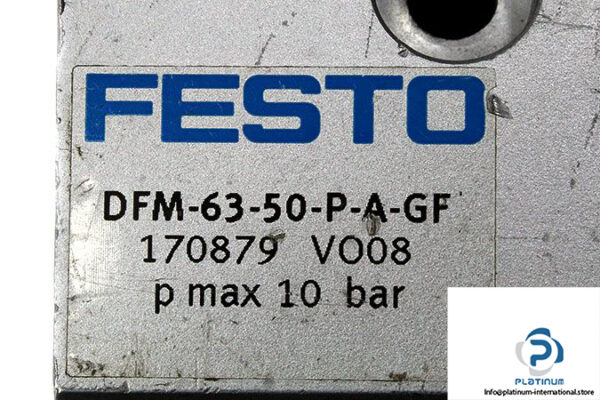 FESTO
DFM-63-50-P-A-GF
170879 VO08
p max 10 bar
PLATINUM
Info@platinum-international.store